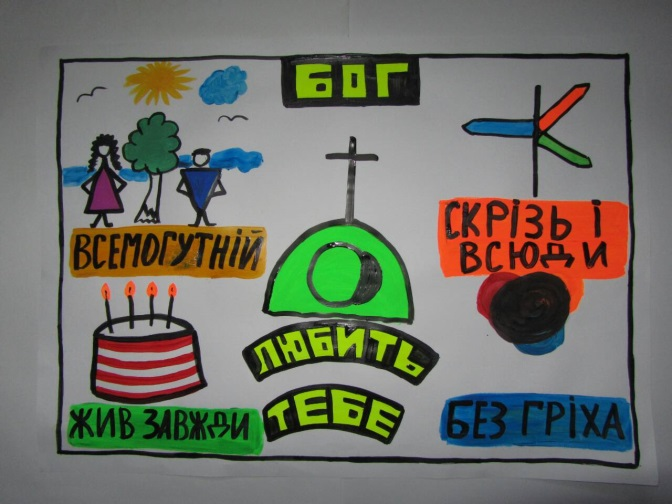 БОГ
ВСЕМОГУТНІЙ
СКРІЗЬ І
ВСЮДИ
ЛЮБИТЬ
ТЕБЕ
ЖИВ ЗАВЖДИ
БЕЗ ГРІХА